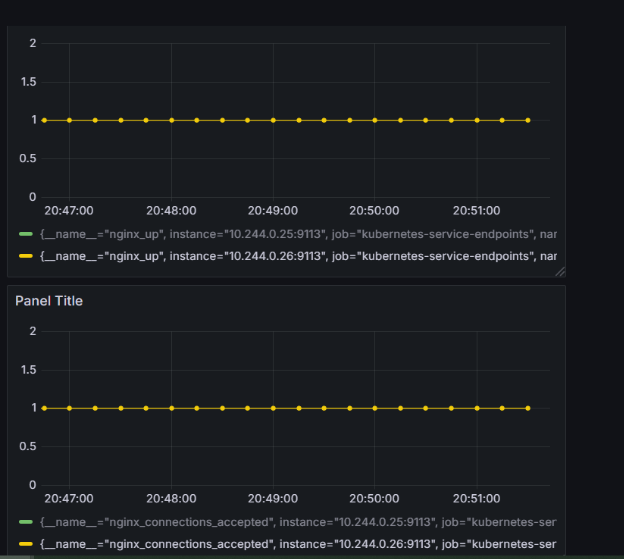 2
1.5
1
0.5
0
20:47:00 20:48:00 20:49:00 20:50:00 20:51:00
{__name__="nginx_up", instance="10.244.0.25:9113", job="kubernetes-service-endpoints", nar
{__name__="nginx_up", instance="10.244.0.26:9113", job="kubernetes-service-endpoints", nar
Panel Title
2
1.5
1
0.5
0
20:47:00 20:48:00 20:49:00 20:50:00 20:51:00
{__name__="nginx_connections_accepted", instance="10.244.0.25:9113", job="kubernetes-ser
{__name__="nginx_connections_accepted", instance="10.244.0.26:9113", job="kubernetes-ser